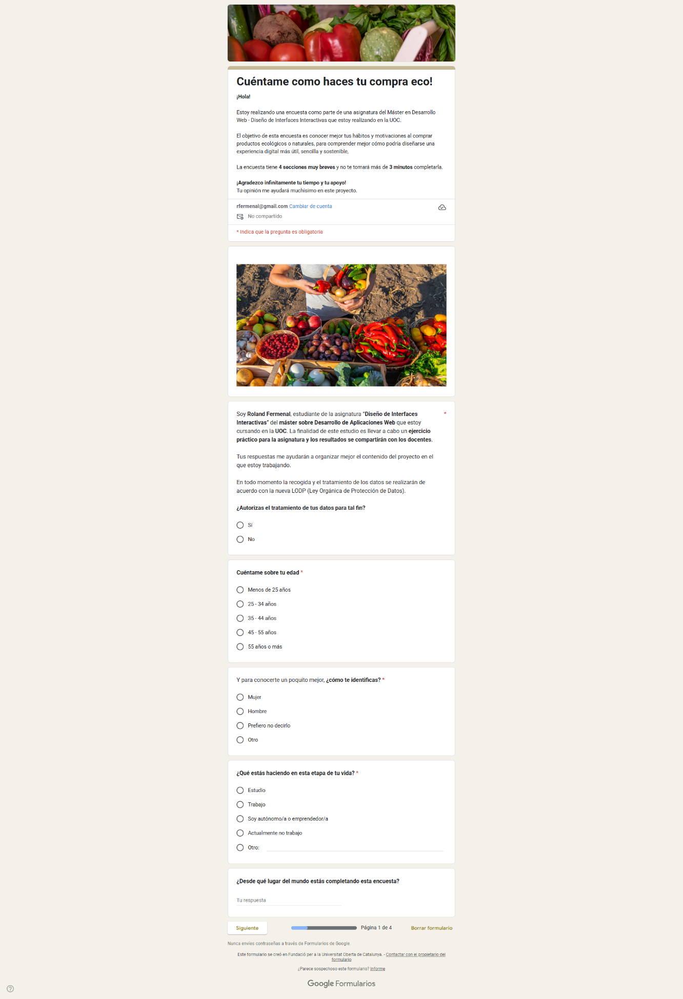 Cuéntame como haces tu compra eco!
¡Hola!
Estoy realizando una encuesta como parte de una asignatura del Máster en Desarrollo
Web - Diseño de Interfaces Interactivas que estoy realizando en la UOC.
El objetivo de esta encuesta es conocer mejor tus hábitos y motivaciones al comprar
productos ecológicos o naturales, para comprender mejor cómo podría diseñarse una
experiencia digital más útil, sencilla y sostenible,
La encuesta tiene 4 secciones muy breves y no te tomará más de 3 minutos completarla.
¡Agradezco infinitamente tu tiempo y tu apoyo!
Tu opinión me ayudará muchísimo en este proyecto.
rfermenal@gmail.com Cambiar de cuenta
No compartido
* Indica que la pregunta es obligatoria
Soy Roland Fermenal, estudiante de la asignatura “Diseño de Interfaces *
Interactivas” del máster sobre Desarrollo de Aplicaciones Web que estoy
cursando en la UOC. La finalidad de este estudio es llevar a cabo un ejercicio
práctico para la asignatura y los resultados se compartirán con los docentes.
Tus respuestas me ayudarán a organizar mejor el contenido del proyecto en el
que estoy trabajando.
En todo momento la recogida y el tratamiento de los datos se realizarán de
acuerdo con la nueva LODP (Ley Orgánica de Protección de Datos).
¿Autorizas el tratamiento de tus datos para tal fin?
Sí
No
Cuéntame sobre tu edad *
Menos de 25 años
25 - 34 años
35 - 44 años
45 - 55 años
55 años o más
Y para conocerte un poquito mejor, ¿cómo te identificas? *
Mujer
Hombre
Prefiero no decirlo
Otro
¿Qué estás haciendo en esta etapa de tu vida? *
Estudio
Trabajo
Soy autónomo/a o emprendedor/a
Actualmente no trabajo
Otro:
¿Desde qué lugar del mundo estás completando esta encuesta?
Tu respuesta
Siguiente Página 1 de 4 Borrar formulario
Nunca envíes contraseñas a través de Formularios de Google.
Este formulario se creó en Fundació per a la Universitat Oberta de Catalunya. - Contactar con el propietario del
formulario
¿Parece sospechoso este formulario? Informe
Google Formularios